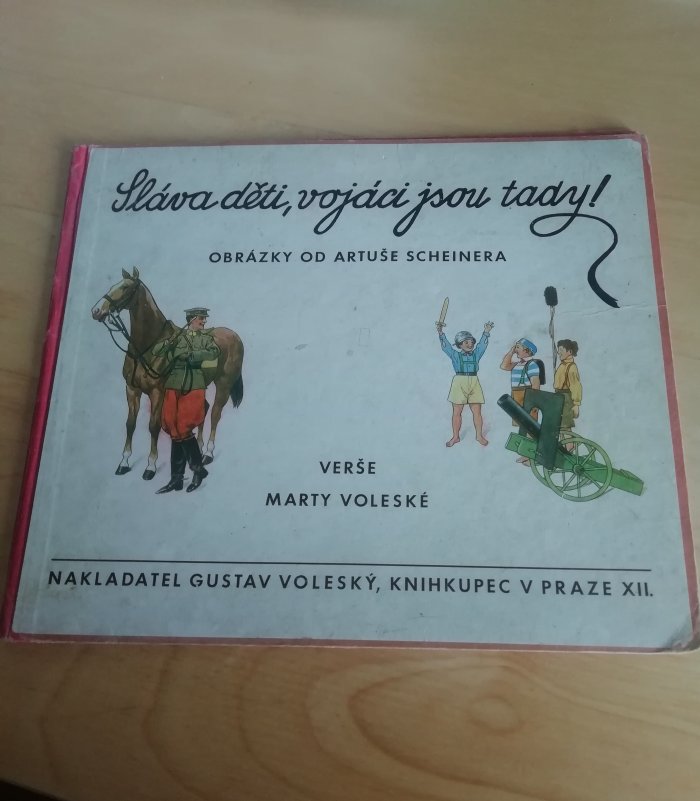 Sláva děti, vojáci jsou tady!
OBRÁZKY OD ARTUŠE SCHEINERA
VERŠE
MARTY VOLESKÉ
NAKLADATEL GUSTAV VOLESKÝ, KNIHKUPEC V PRAZE XII.